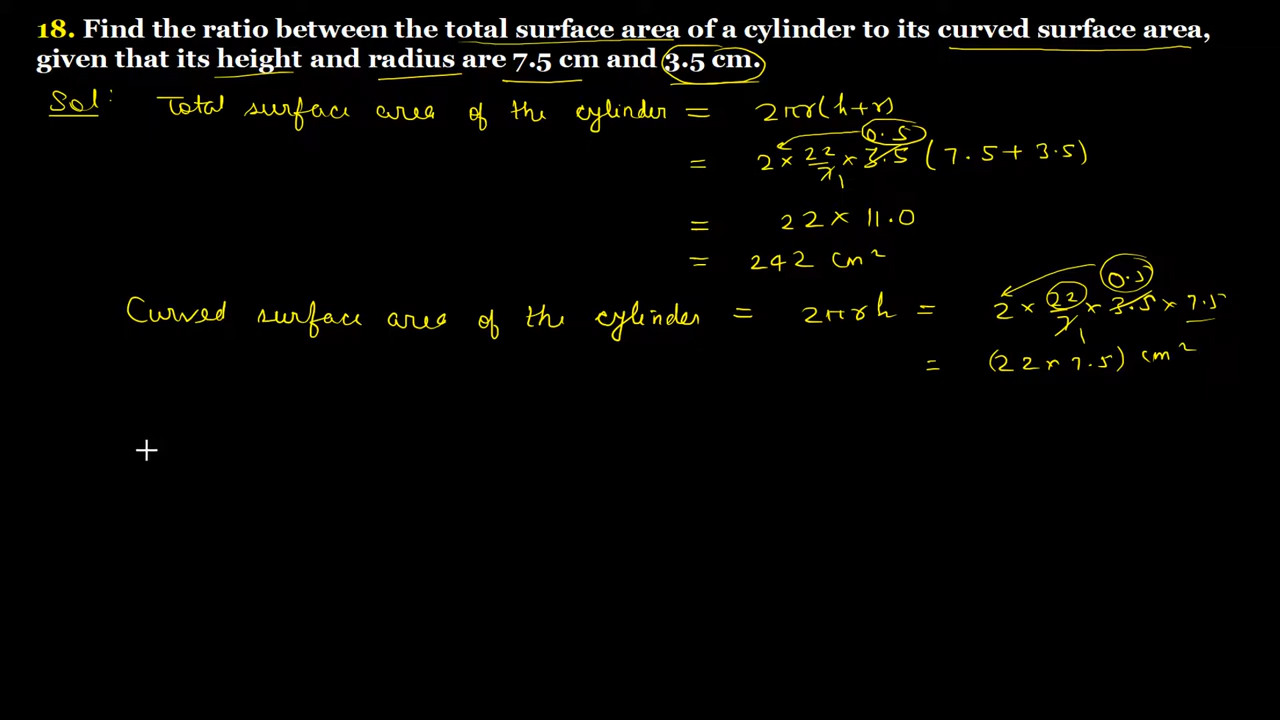 18. Find the ratio between the total surface area of a cylinder to its curved surface area,
given that its height and radius are 7.5 cm and 3.5 cm.
Sol: Total surface area of the cylinder = 2πr(h+r)
0.5
= 2 × 22/7 × 3.5 (7.5 + 3.5)
1
= 22 × 11.0
= 242 cm²
0.5
Curved surface area of the cylinder = 2πrh = 2 × 22/7 × 3.5 × 7.5
1
= (22 × 7.5) cm²